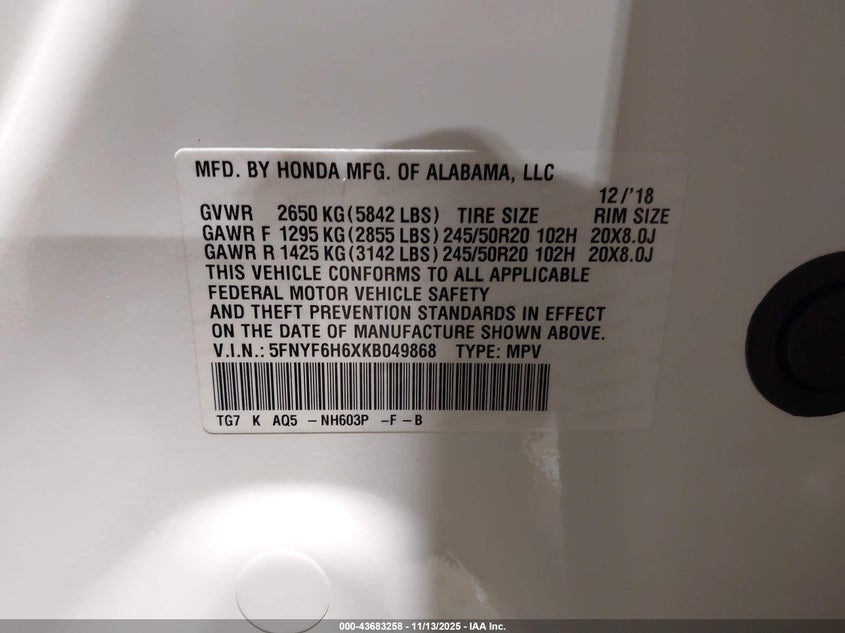 MFD. BY HONDA MFG. OF ALABAMA, LLC
12/'18
GVWR 2650 KG(5842 LBS) TIRE SIZE RIM SIZE
GAWR F 1295 KG(2855 LBS) 245/50R20 102H 20X8.0J
GAWR R 1425 KG(3142 LBS) 245/50R20 102H 20X8.0J
THIS VEHICLE CONFORMS TO ALL APPLICABLE
FEDERAL MOTOR VEHICLE SAFETY
AND THEFT PREVENTION STANDARDS IN EFFECT
ON THE DATE OF MANUFACTURE SHOWN ABOVE.
V.I.N.: 5FNYF6H6XKB049868 TYPE: MPV
TG7 K AQ5 -NH603P -F-B
000-43683258 - 11/13/2025 - IAA Inc.